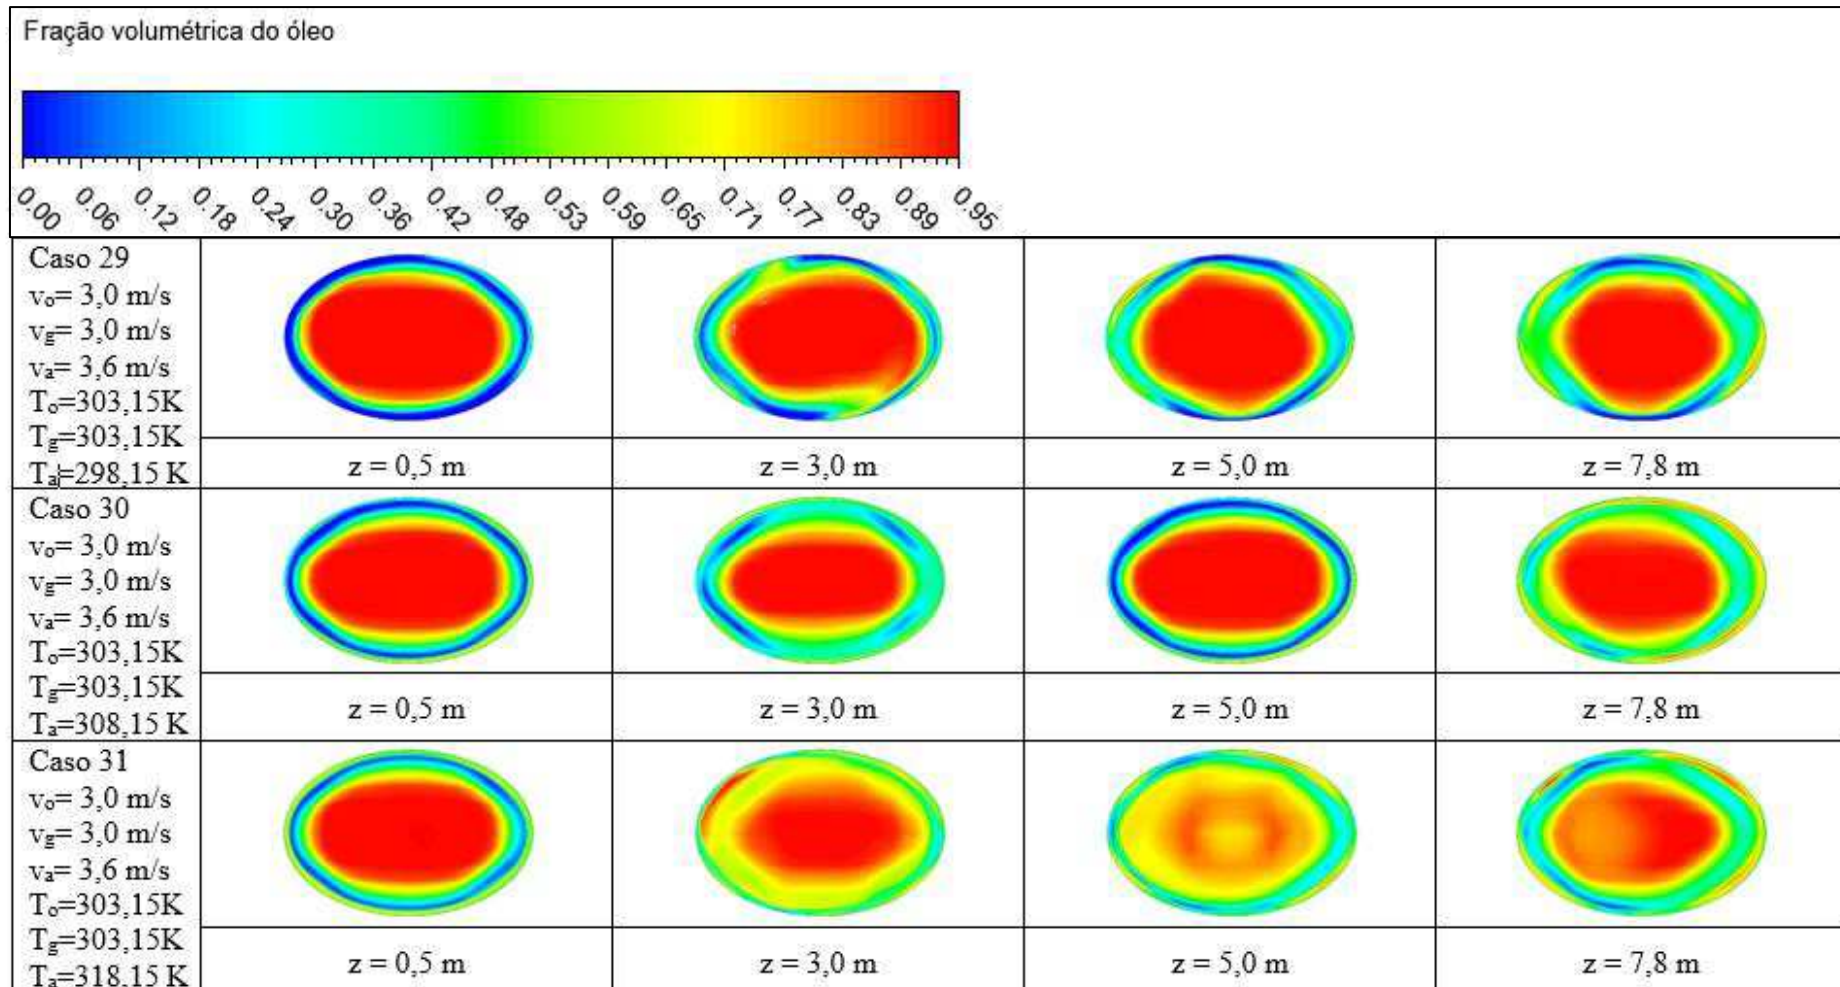 Fração volumétrica do óleo
0.00 0.06 0.12 0.18 0.24 0.30 0.36 0.42 0.48 0.53 0.59 0.65 0.71 0.77 0.83 0.89 0.95
Caso 29
vo= 3,0 m/s
vg= 3,0 m/s
va= 3,6 m/s
To=303,15K
Tg=303,15K
Ta=298,15 K
z = 0,5 m
z = 3,0 m
z = 5,0 m
z = 7,8 m
Caso 30
vo= 3,0 m/s
vg= 3,0 m/s
va= 3,6 m/s
To=303,15K
Tg=303,15K
Ta=308,15 K
z = 0,5 m
z = 3,0 m
z = 5,0 m
z = 7,8 m
Caso 31
vo= 3,0 m/s
vg= 3,0 m/s
va= 3,6 m/s
To=303,15K
Tg=303,15K
Ta=318,15 K
z = 0,5 m
z = 3,0 m
z = 5,0 m
z = 7,8 m